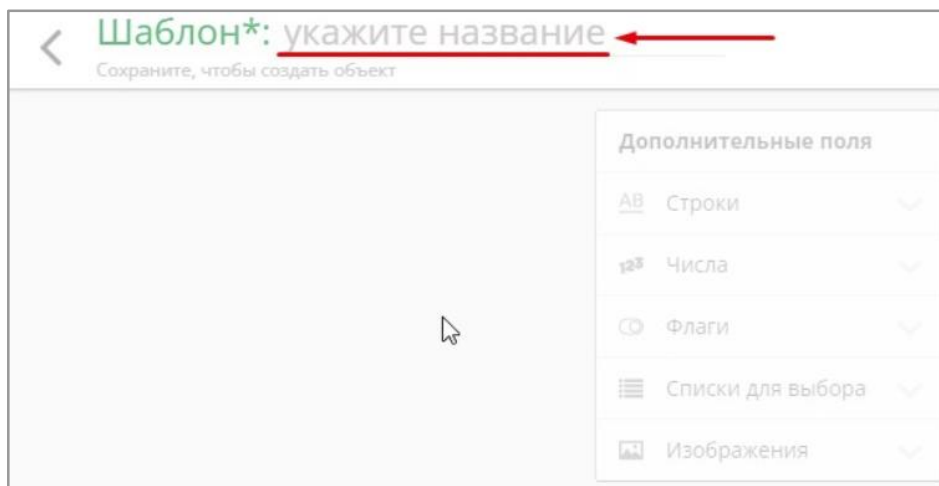 Шаблон*: укажите название
Сохраните, чтобы создать объект
Дополнительные поля
AB Строки
123 Числа
Флаги
Списки для выбора
Изображения